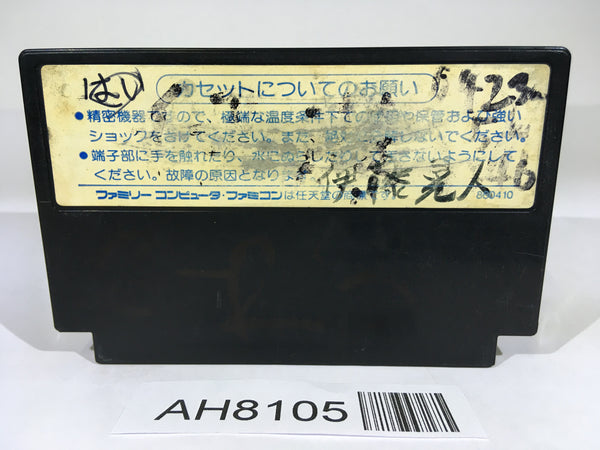 はい
カセットについてのお願い
●精密機器ですので、極端な温度条件下での使用や保管および強い
ショックをさけてください。また、絶対に分解しないでください。
●端子部に手を触れたり、水にぬらしたりして汚さないようにして
ください。故障の原因となります。
ファミリーコンピュータ・ファミコンは任天堂の商標です。
860410
伊藤 晃人
AH8105